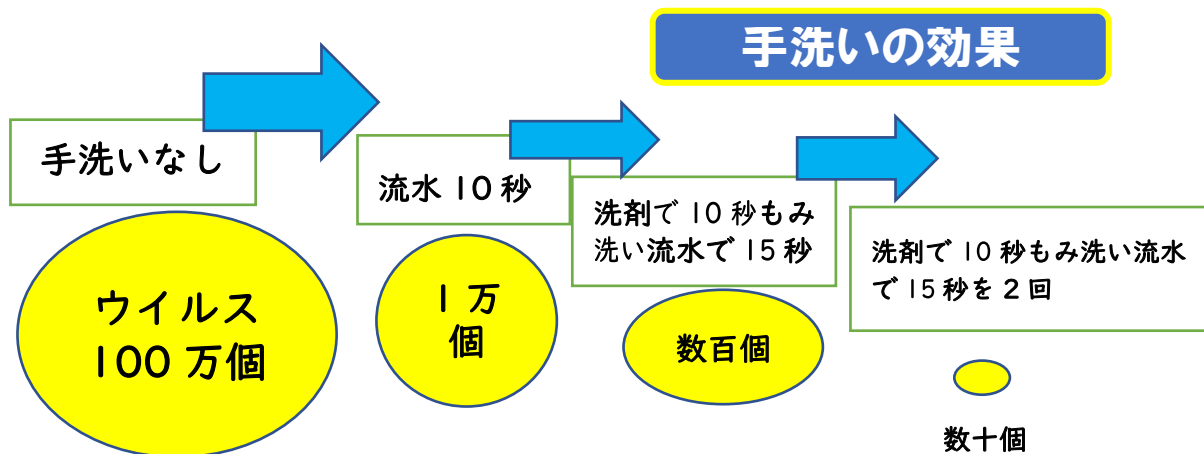 手洗いの効果
手洗いなし
ウイルス
100万個
流水10秒
1万
個
洗剤で10秒もみ
洗い流水で15秒
数百個
洗剤で10秒もみ洗い流水
で15秒を2回
数十個